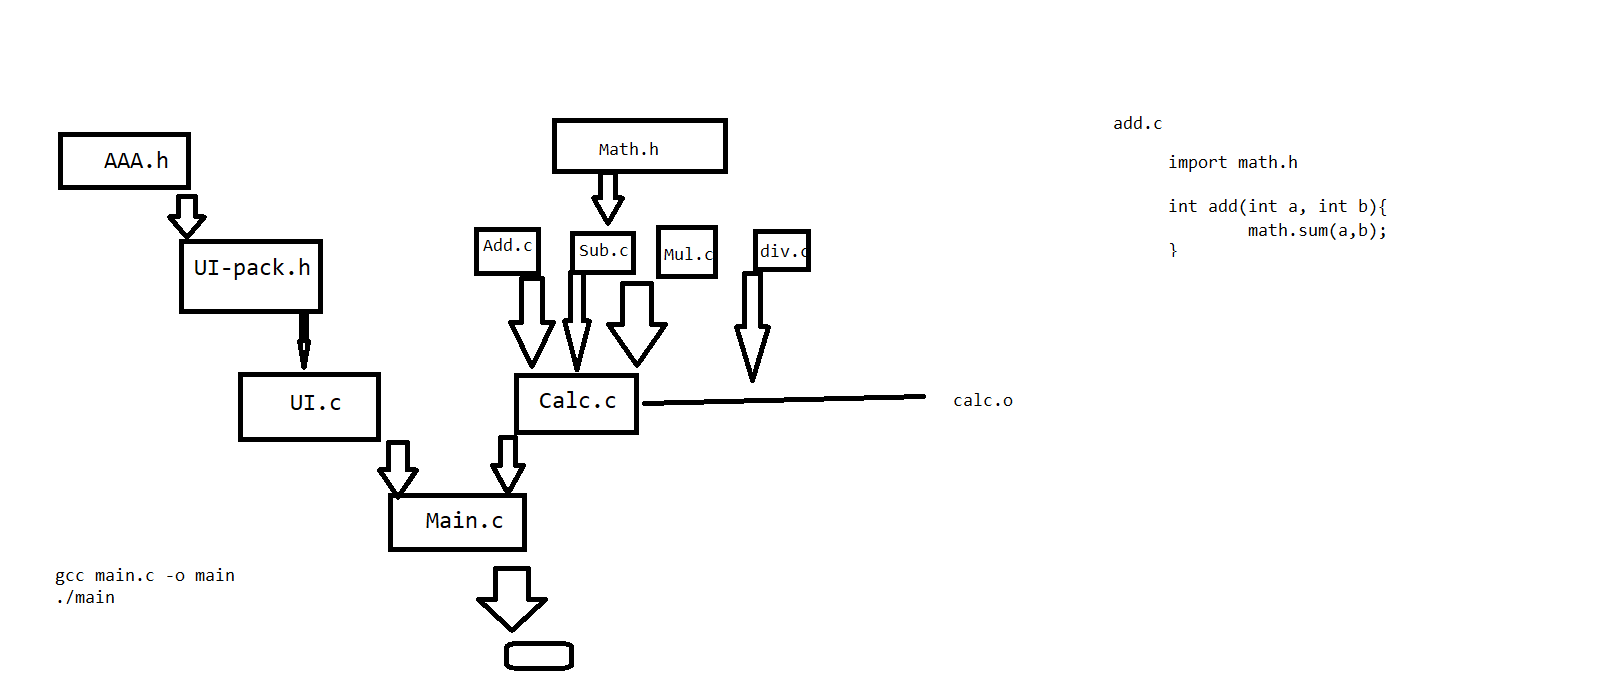 AAA.h
UI-pack.h
UI.c
Math.h
Add.c
Sub.c
Mul.c
div.c
Calc.c
calc.o
Main.c
gcc main.c -o main
./main
add.c
import math.h
int add(int a, int b){
math.sum(a,b);
}